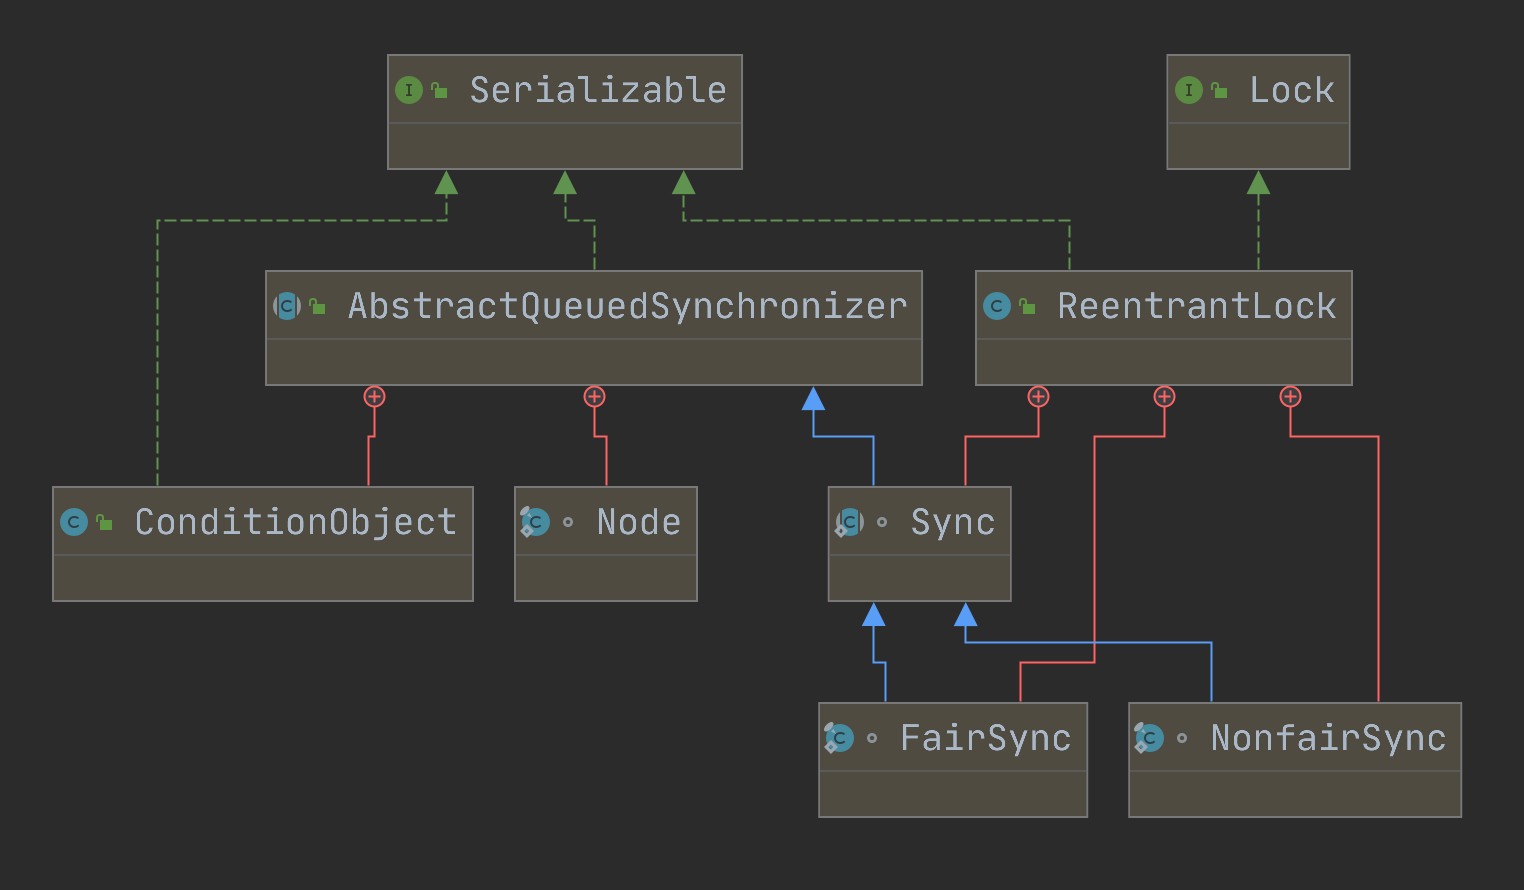 I Serializable
I Lock
C AbstractQueuedSynchronizer
C ReentrantLock
C ConditionObject
C Node
C Sync
C FairSync
C NonfairSync